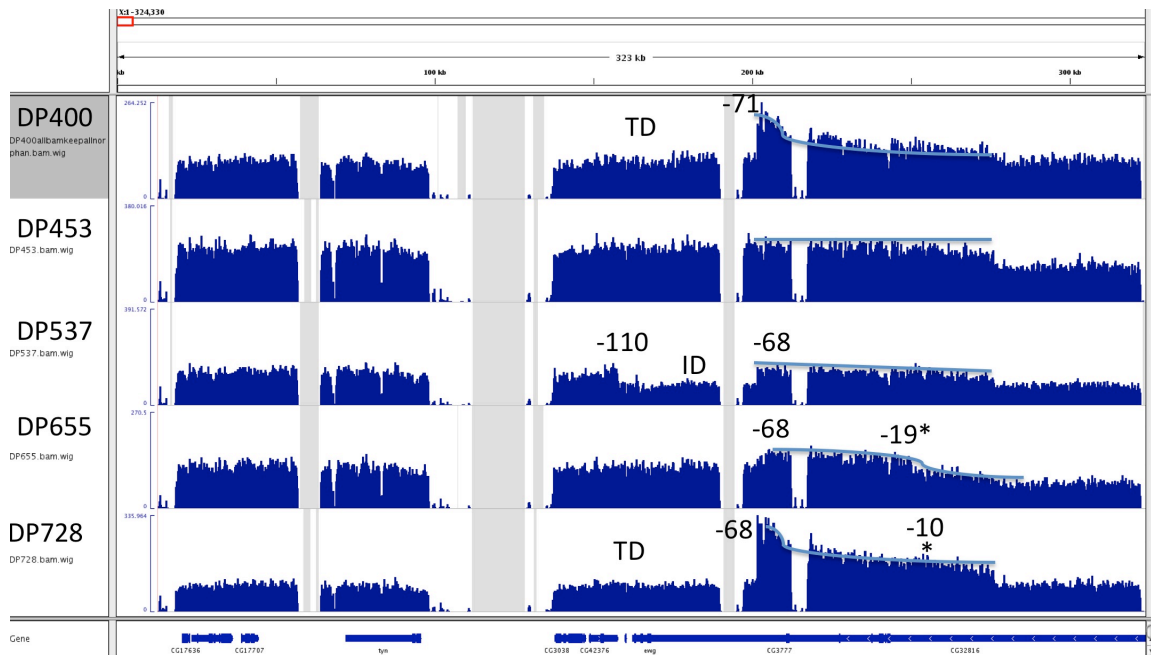 X:1-324,330
323 kb
kb 100 kb 200 kb 300 kb
DP400
DP400allbamkeepallnor
phan.bam.wig
264.252
0
TD
-71
DP453
DP453.bam.wig
180.016
0
DP537
DP537.bam.wig
391.572
0
-110
ID
-68
DP655
DP655.bam.wig
270.5
0
-68
-19*
DP728
DP728.bam.wig
335.964
0
TD
-68
-10
*
Gene
CG17636 CG17707 tyn CG3038 CG42376 ewg CG3777 CG32816